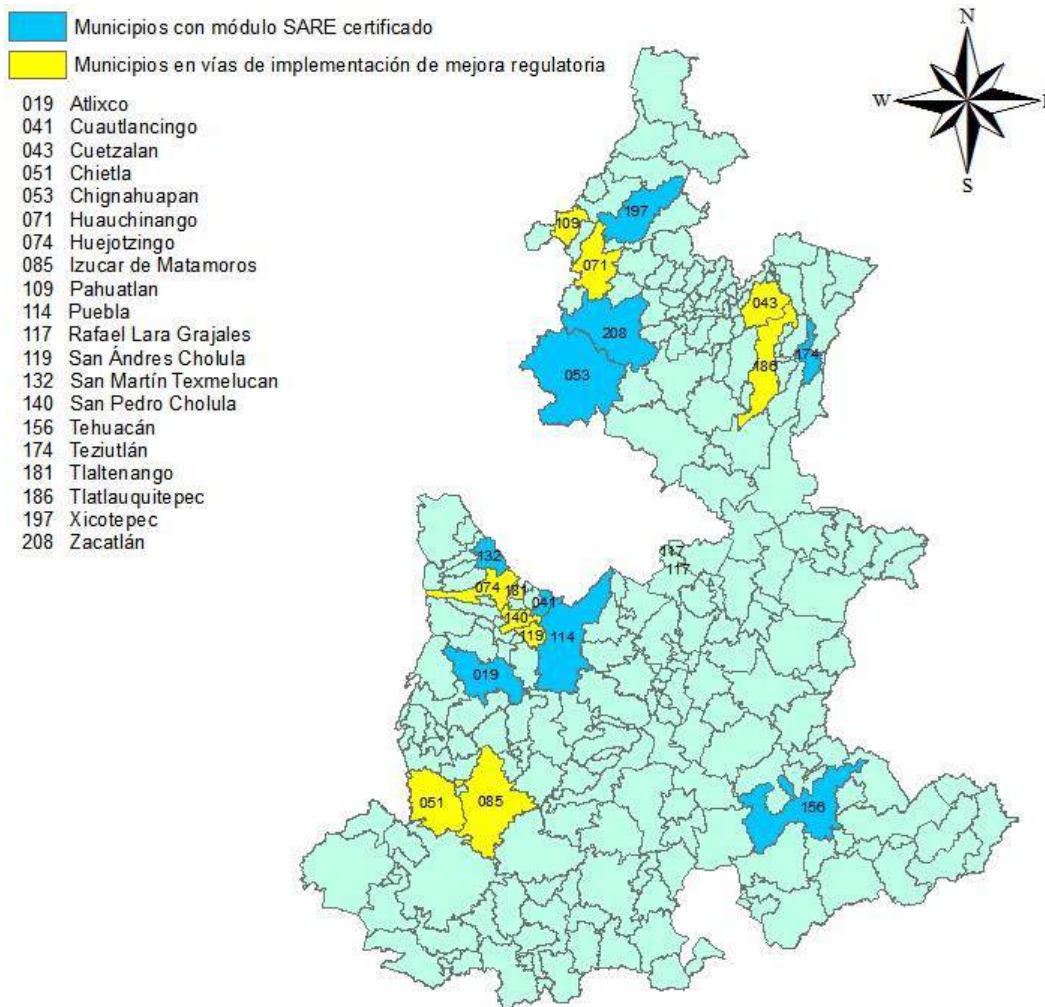 Municipios con módulo SARE certificado
Municipios en vías de implementación de mejora regulatoria
019 Atlixco
041 Cuautlancingo
043 Cuetzalan
051 Chietla
053 Chignahuapan
071 Huauchinango
074 Huejotzingo
085 Izucar de Matamoros
109 Pahuatlan
114 Puebla
117 Rafael Lara Grajales
119 San Ándres Cholula
132 San Martín Texmelucan
140 San Pedro Cholula
156 Tehuacán
174 Teziutlán
181 Tlaltenango
186 Tlatlauquitepec
197 Xicotepec
208 Zacatlán
N
W
S
197
109
071
043
208
174
186
053
117
132
117
074
181
041
140
119
114
019
051
085
156